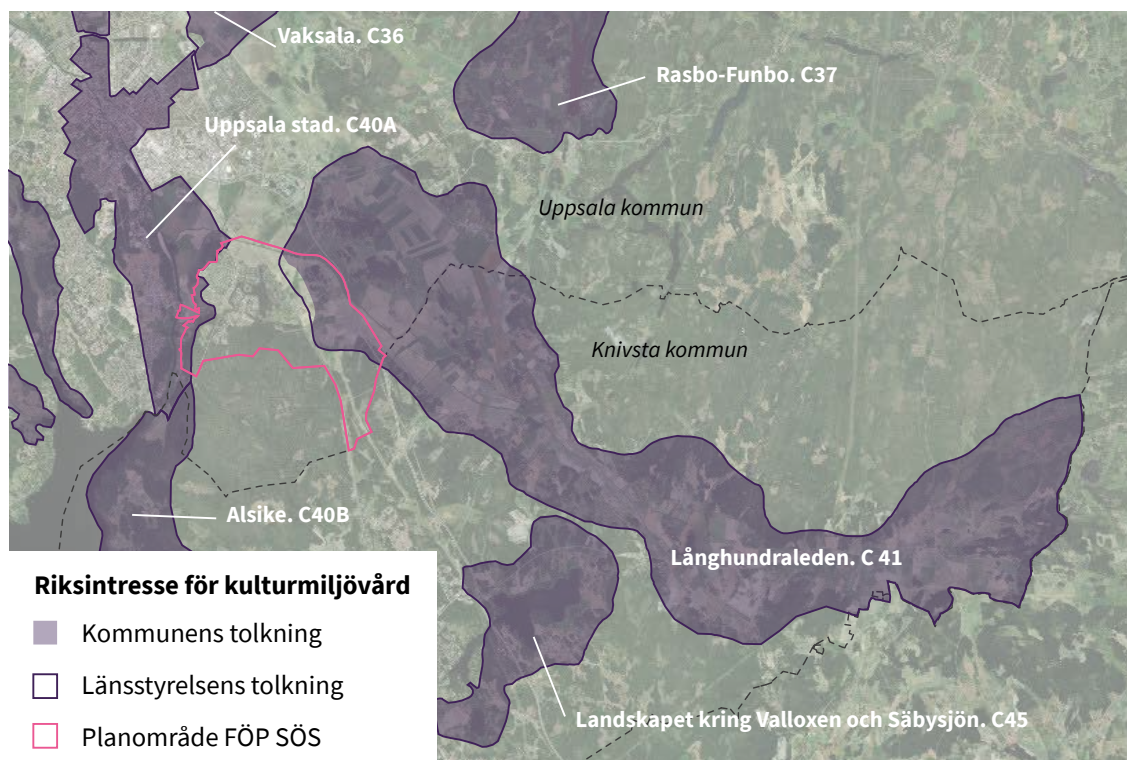 Vaksala. C36
Rasbo-Funbo. C37
Uppsala stad. C40A
Uppsala kommun
Knivsta kommun
Alsike. C40B
Långhundraleden. C 41
Landskapet kring Valloxen och Säbysjön. C45
Riksintresse för kulturmiljövård
Kommunens tolkning
Länsstyrelsens tolkning
Planområde FÖP SÖS